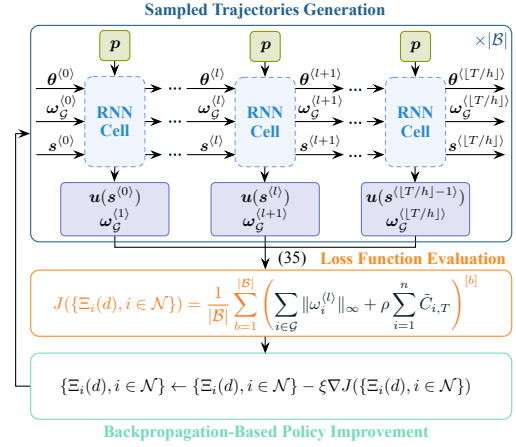 Sampled Trajectories Generation
×|ℬ|
p p p
θ^⟨0⟩ θ^⟨l⟩ θ^⟨l+1⟩ θ^⟨⌊T/h⌋⟩
ω_𝒢^⟨0⟩ ω_𝒢^⟨l⟩ ω_𝒢^⟨l+1⟩ ω_𝒢^⟨⌊T/h⌋⟩
s^⟨0⟩ s^⟨l⟩ s^⟨l+1⟩ s^⟨⌊T/h⌋⟩
··· ··· ··· ···
··· ··· ··· ···
··· ··· ··· ···
RNN RNN RNN
Cell Cell Cell
u(s^⟨0⟩) u(s^⟨l⟩) u(s^⟨⌊T/h⌋−1⟩)
ω_𝒢^⟨1⟩ ω_𝒢^⟨l+1⟩ ω_𝒢^⟨⌊T/h⌋⟩
(35) Loss Function Evaluation
J({Ξ_i(d), i ∈ 𝒩}) = 1/|ℬ| ∑_{b=1}^{|ℬ|} ( ∑_{i∈𝒢} ‖ω_i^⟨l⟩‖_∞ + ρ ∑_{i=1}^{n} C̃_{i,T} )^{[b]}
{Ξ_i(d), i ∈ 𝒩} ← {Ξ_i(d), i ∈ 𝒩} − ξ∇J({Ξ_i(d), i ∈ 𝒩})
Backpropagation-Based Policy Improvement